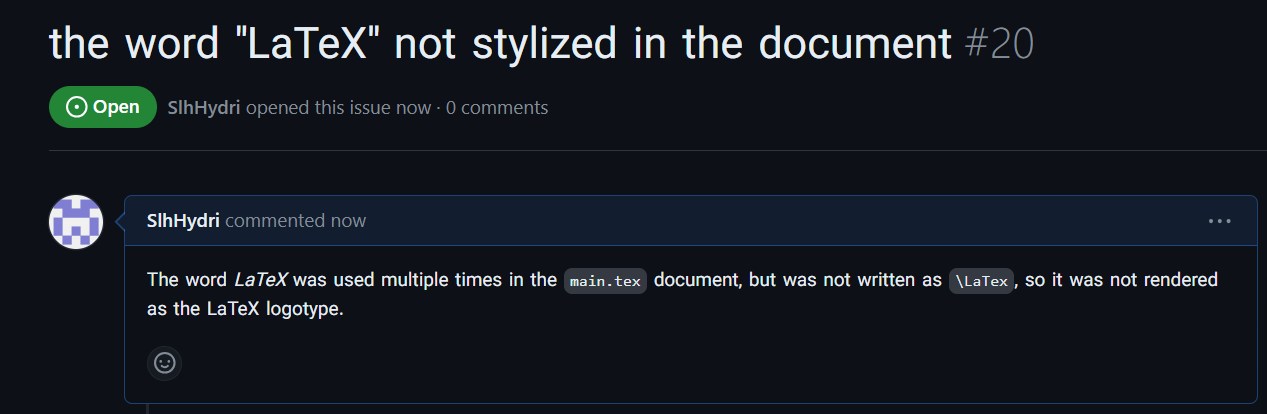 the word "LaTeX" not stylized in the document #20
Open SlhHydri opened this issue now · 0 comments
SlhHydri commented now
The word LaTeX was used multiple times in the main.tex document, but was not written as \LaTex, so it was not rendered
as the LaTeX logotype.